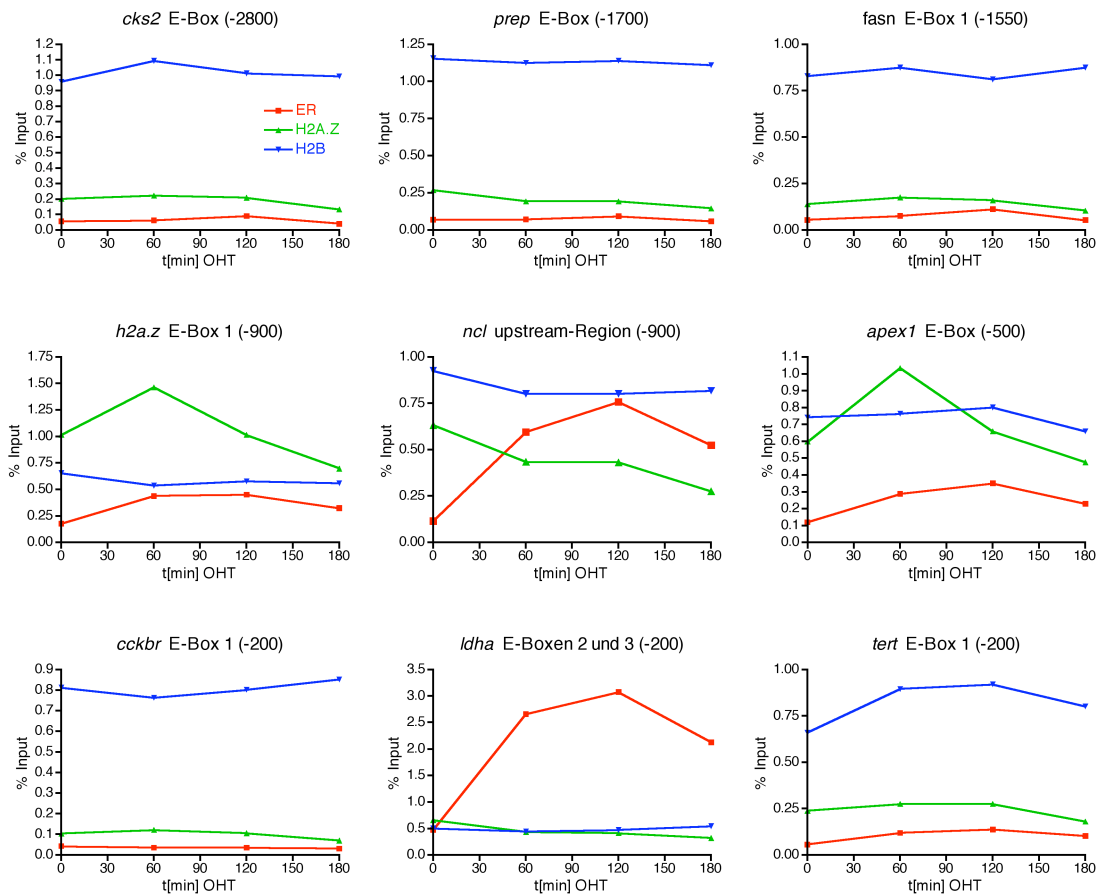 cks2 E-Box (-2800)
prep E-Box (-1700)
fasn E-Box 1 (-1550)
% Input
1.2
1.1
1.0
0.9
0.8
0.7
0.6
0.5
0.4
0.3
0.2
0.1
0.0
ER
H2A.Z
H2B
0 30 60 90 120 150 180
t[min] OHT
% Input
1.25
1.00
0.75
0.50
0.25
0.00
0 30 60 90 120 150 180
t[min] OHT
% Input
1.00
0.75
0.50
0.25
0.00
0 30 60 90 120 150 180
t[min] OHT
h2a.z E-Box 1 (-900)
ncl upstream-Region (-900)
apex1 E-Box (-500)
% Input
1.75
1.50
1.25
1.00
0.75
0.50
0.25
0.00
0 30 60 90 120 150 180
t[min] OHT
% Input
1.00
0.75
0.50
0.25
0.00
0 30 60 90 120 150 180
t[min] OHT
% Input
1.1
1.0
0.9
0.8
0.7
0.6
0.5
0.4
0.3
0.2
0.1
0.0
0 30 60 90 120 150 180
t[min] OHT
cckbr E-Box 1 (-200)
ldha E-Boxen 2 und 3 (-200)
tert E-Box 1 (-200)
% Input
0.9
0.8
0.7
0.6
0.5
0.4
0.3
0.2
0.1
0.0
0 30 60 90 120 150 180
t[min] OHT
% Input
3.5
3.0
2.5
2.0
1.5
1.0
0.5
0.0
0 30 60 90 120 150 180
t[min] OHT
% Input
1.00
0.75
0.50
0.25
0.00
0 30 60 90 120 150 180
t[min] OHT